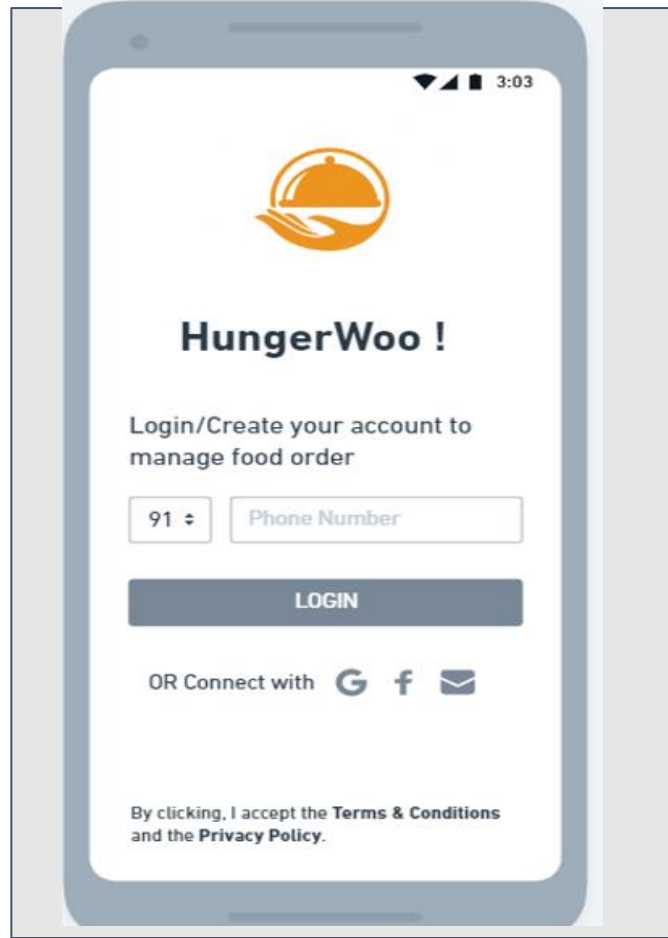 3:03
HungerWoo !
Login/Create your account to
manage food order
91
Phone Number
LOGIN
OR Connect with G f
By clicking, I accept the Terms & Conditions
and the Privacy Policy.